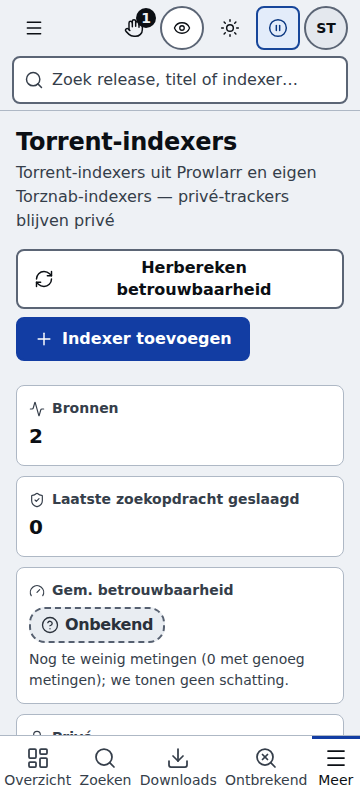 1
ST
Zoek release, titel of indexer…
Torrent-indexers
Torrent-indexers uit Prowlarr en eigen
Torznab-indexers — privé-trackers
blijven privé
Herbereken
betrouwbaarheid
Indexer toevoegen
Bronnen
2
Laatste zoekopdracht geslaagd
0
Gem. betrouwbaarheid
Onbekend
Nog te weinig metingen (0 met genoeg
metingen); we tonen geen schatting.
Privé
Overzicht Zoeken Downloads Ontbrekend Meer